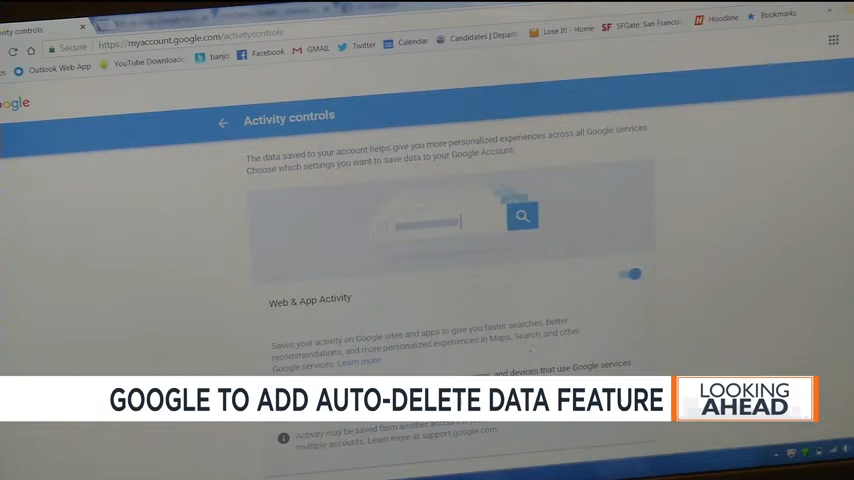 ivity controls
Secure
https://myaccount.google.com/activitycontrols
Outlook Web App YouTube Downloade banjo Facebook GMAIL Twitter Calendar Candidates | Depart Lose It! - Home SFGate: San Francisc Hoodline Bookmarks
ogle
Activity controls
The data saved to your account helps give you more personalized experiences across all Google services
Choose which settings you want to save data to your Google Account.
Web & App Activity
Saves your activity on Google sites and apps to give you faster searches, better
recommendations, and more personalized experiences in Maps, Search, and other
Google services. Learn more
and devices that use Google services
GOOGLE TO ADD AUTO-DELETE DATA FEATURE
LOOKING
AHEAD
Activity may be saved from another account
multiple accounts. Learn more at support.google.com